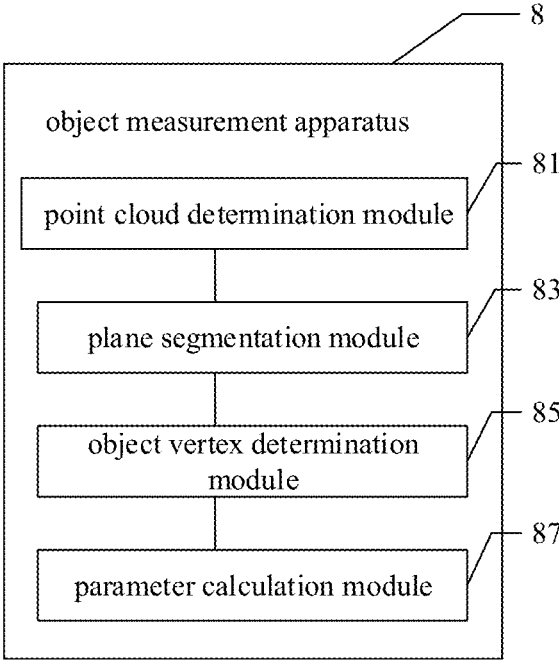 8
object measurement apparatus
81
point cloud determination module
83
plane segmentation module
85
object vertex determination
module
87
parameter calculation module